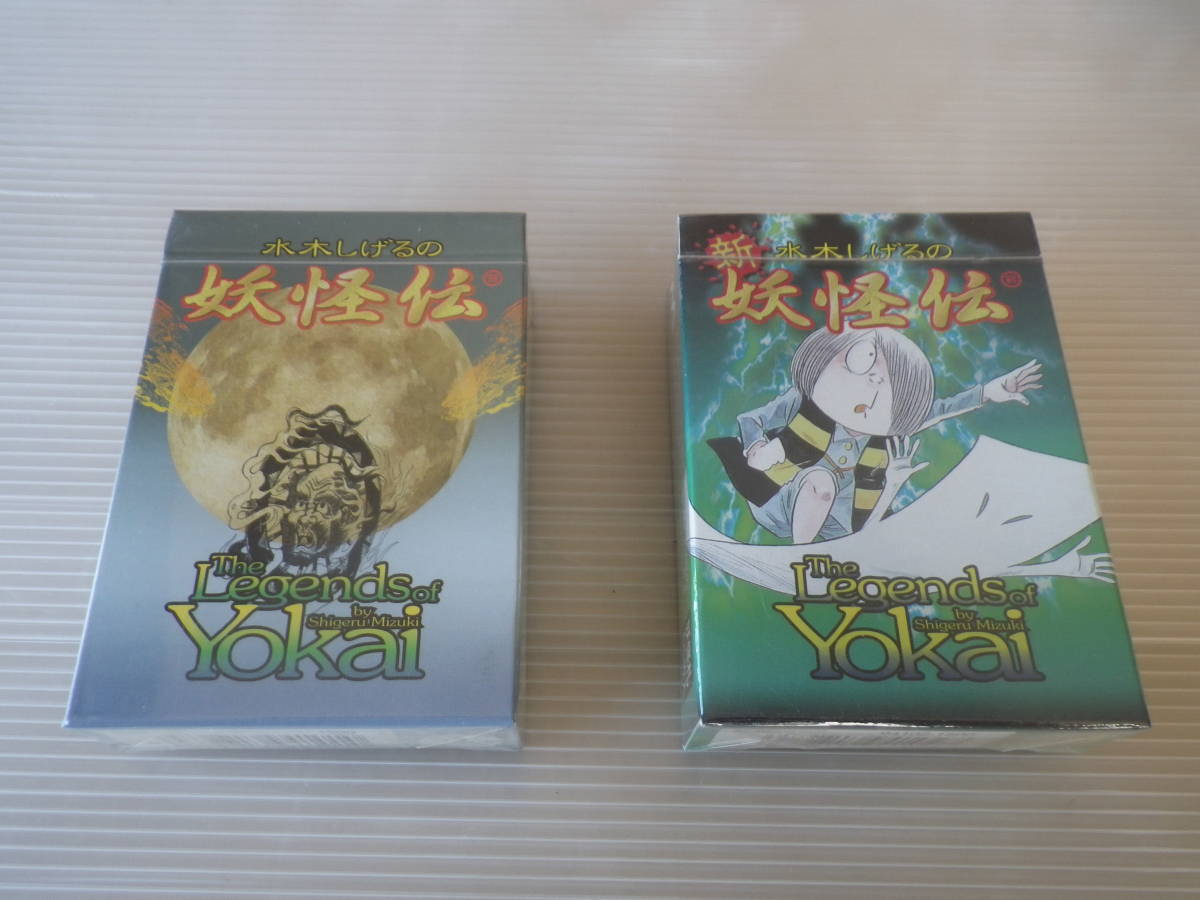 水木しげるの
妖怪伝
The
Legends of
by
Shigeru Mizuki
Yokai
新
水木しげるの
妖怪伝
The
Legends of
by
Shigeru Mizuki
Yokai